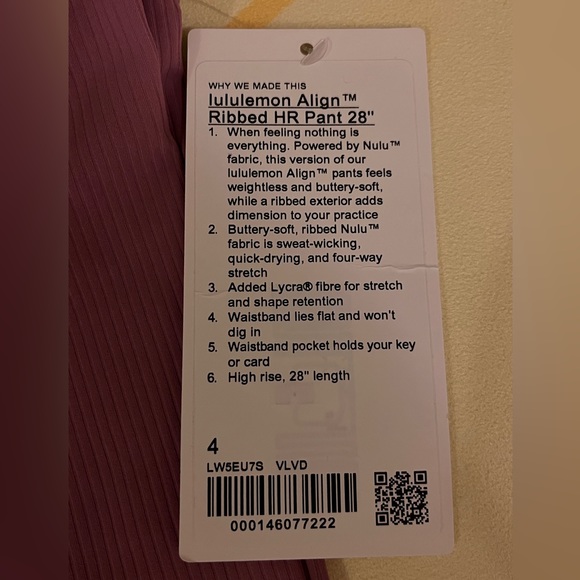 WHY WE MADE THIS
lululemon Align™
Ribbed HR Pant 28"
1. When feeling nothing is
everything. Powered by Nulu™
fabric, this version of our
lululemon Align™ pants feels
weightless and buttery-soft,
while a ribbed exterior adds
dimension to your practice
2. Buttery-soft, ribbed Nulu™
fabric is sweat-wicking,
quick-drying, and four-way
stretch
3. Added Lycra® fibre for stretch
and shape retention
4. Waistband lies flat and won't
dig in
5. Waistband pocket holds your key
or card
6. High rise, 28" length
4
LW5EU7S VLVD
000146077222